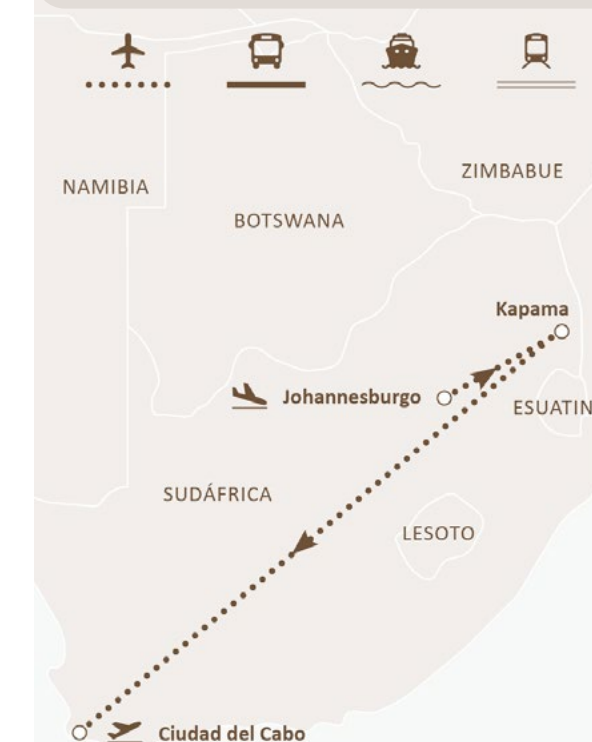 NAMIBIA
ZIMBABUE
BOTSWANA
Kapama
Johannesburgo
ESUATIN
SUDÁFRICA
LESOTO
Ciudad del Cabo